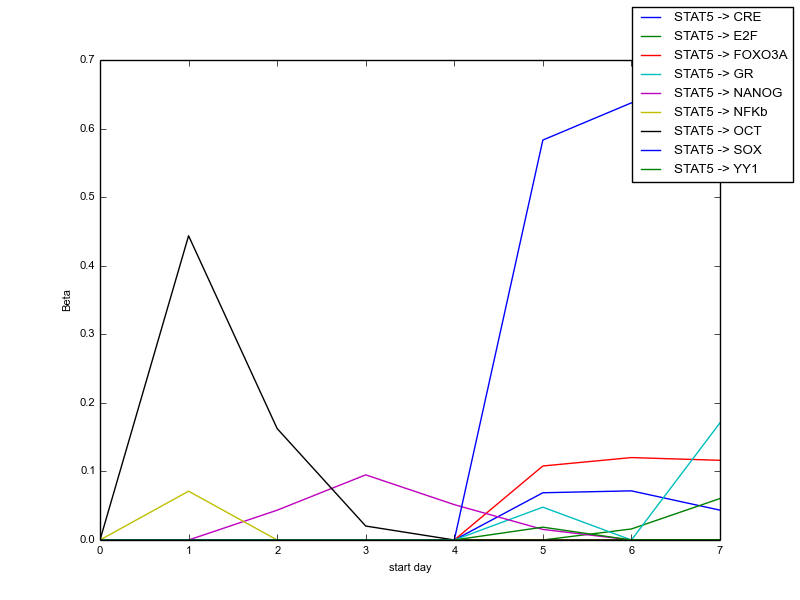 STAT5 -> CRE
STAT5 -> E2F
STAT5 -> FOXO3A
STAT5 -> GR
STAT5 -> NANOG
STAT5 -> NFKb
STAT5 -> OCT
STAT5 -> SOX
STAT5 -> YY1
0.7
0.6
0.5
0.4
0.3
0.2
0.1
0.0
Beta
0 1 2 3 4 5 6 7
start day